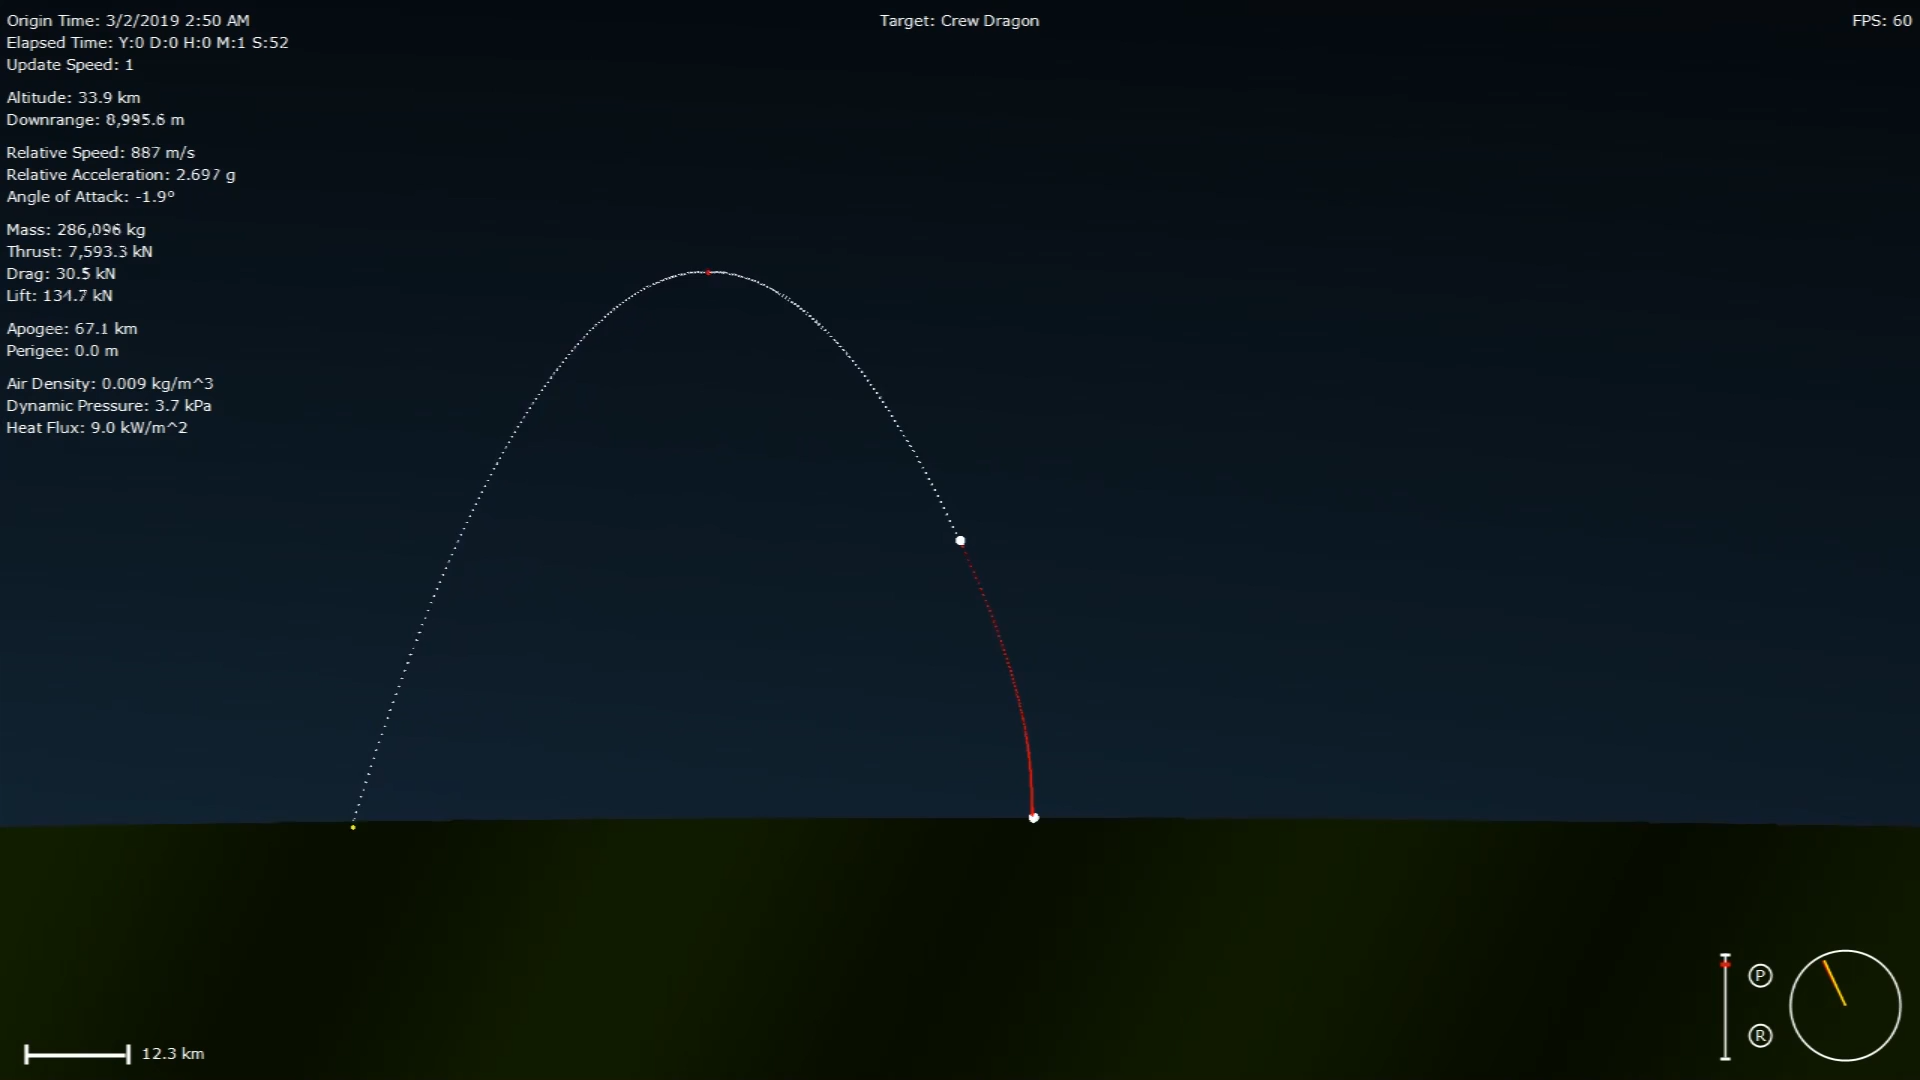 Origin Time: 3/2/2019 2:50 AM
Elapsed Time: Y:0 D:0 H:0 M:1 S:52
Update Speed: 1
Target: Crew Dragon
FPS: 60
Altitude: 33.9 km
Downrange: 8,995.6 m
Relative Speed: 887 m/s
Relative Acceleration: 2.697 g
Angle of Attack: -1.9°
Mass: 286,096 kg
Thrust: 7,593.3 kN
Drag: 30.5 kN
Lift: 134.7 kN
Apogee: 67.1 km
Perigee: 0.0 m
Air Density: 0.009 kg/m^3
Dynamic Pressure: 3.7 kPa
Heat Flux: 9.0 kW/m^2
P
R
12.3 km